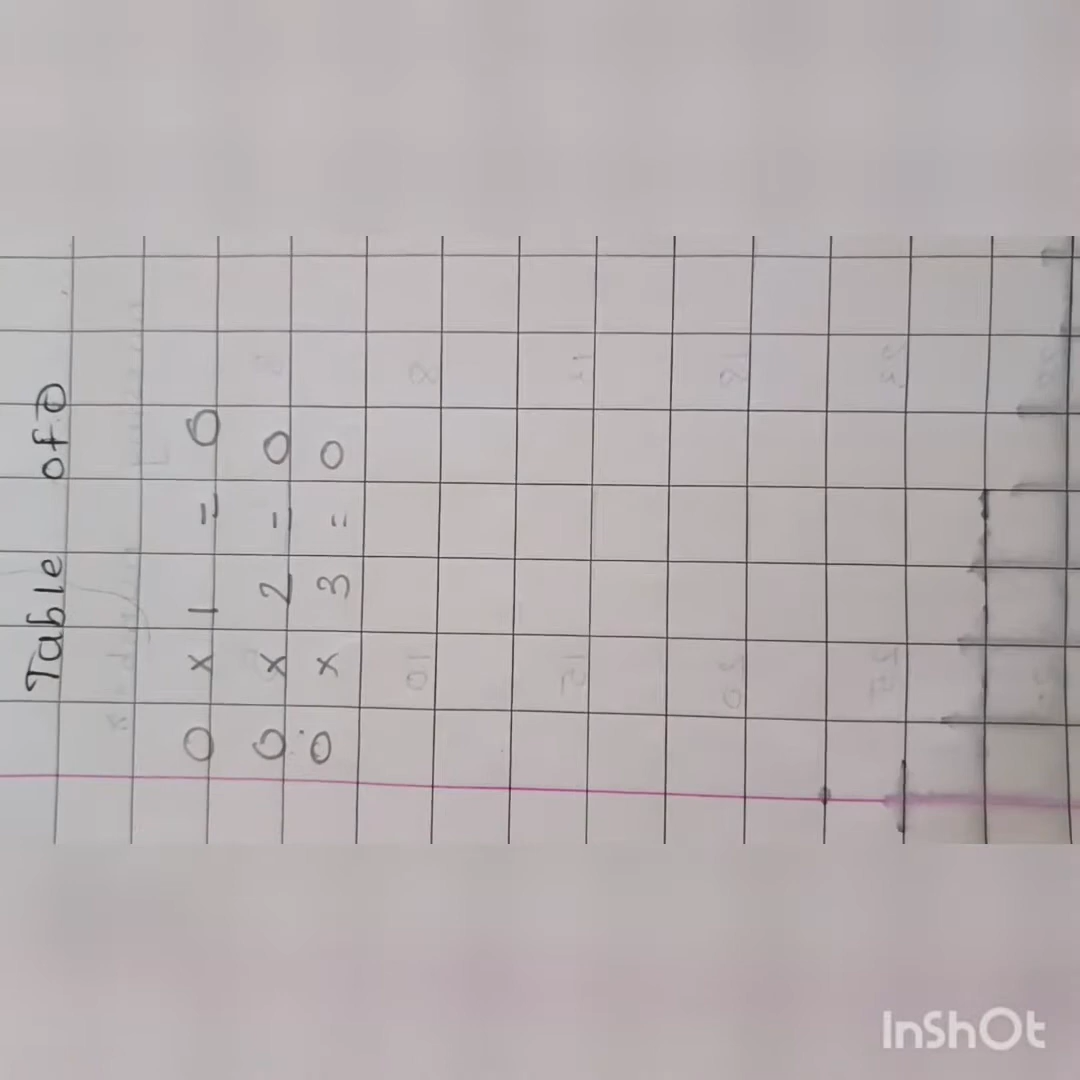 Table of 0
0 x 1 = 0
0 x 2 = 0
0 x 3 = 0
InShOt